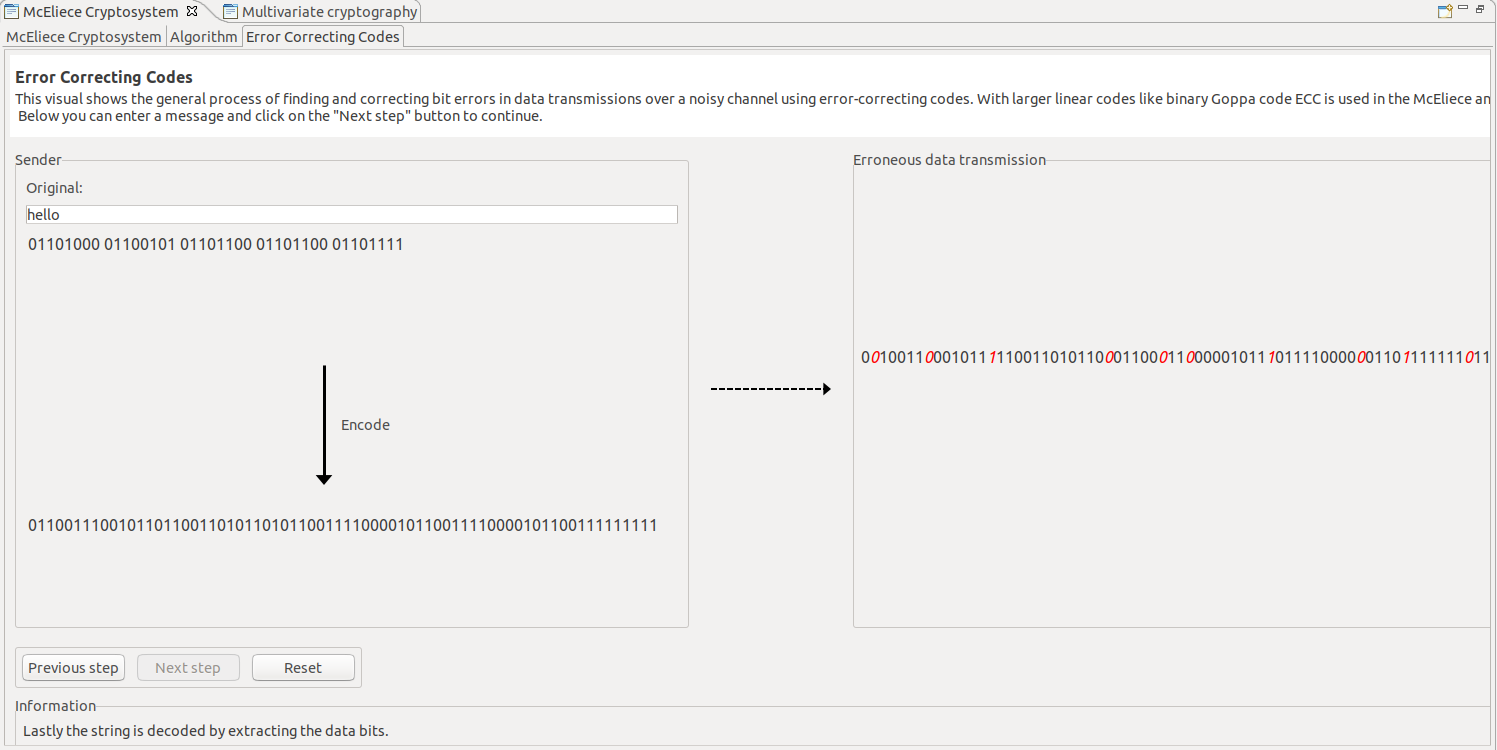 McEliece Cryptosystem Multivariate cryptography
McEliece Cryptosystem Algorithm Error Correcting Codes
Error Correcting Codes
This visual shows the general process of finding and correcting bit errors in data transmissions over a noisy channel using error-correcting codes. With larger linear codes like binary Goppa code ECC is used in the McEliece an
Below you can enter a message and click on the "Next step" button to continue.
Sender
Original:
hello
01101000 01100101 01101100 01101100 01101111
Encode
0110011100101101100110101101011001111000010110011110000101100111111111
Erroneous data transmission
0010011000101111100110101100011000110000010111011110000001101111111011
Previous step Next step Reset
Information
Lastly the string is decoded by extracting the data bits.